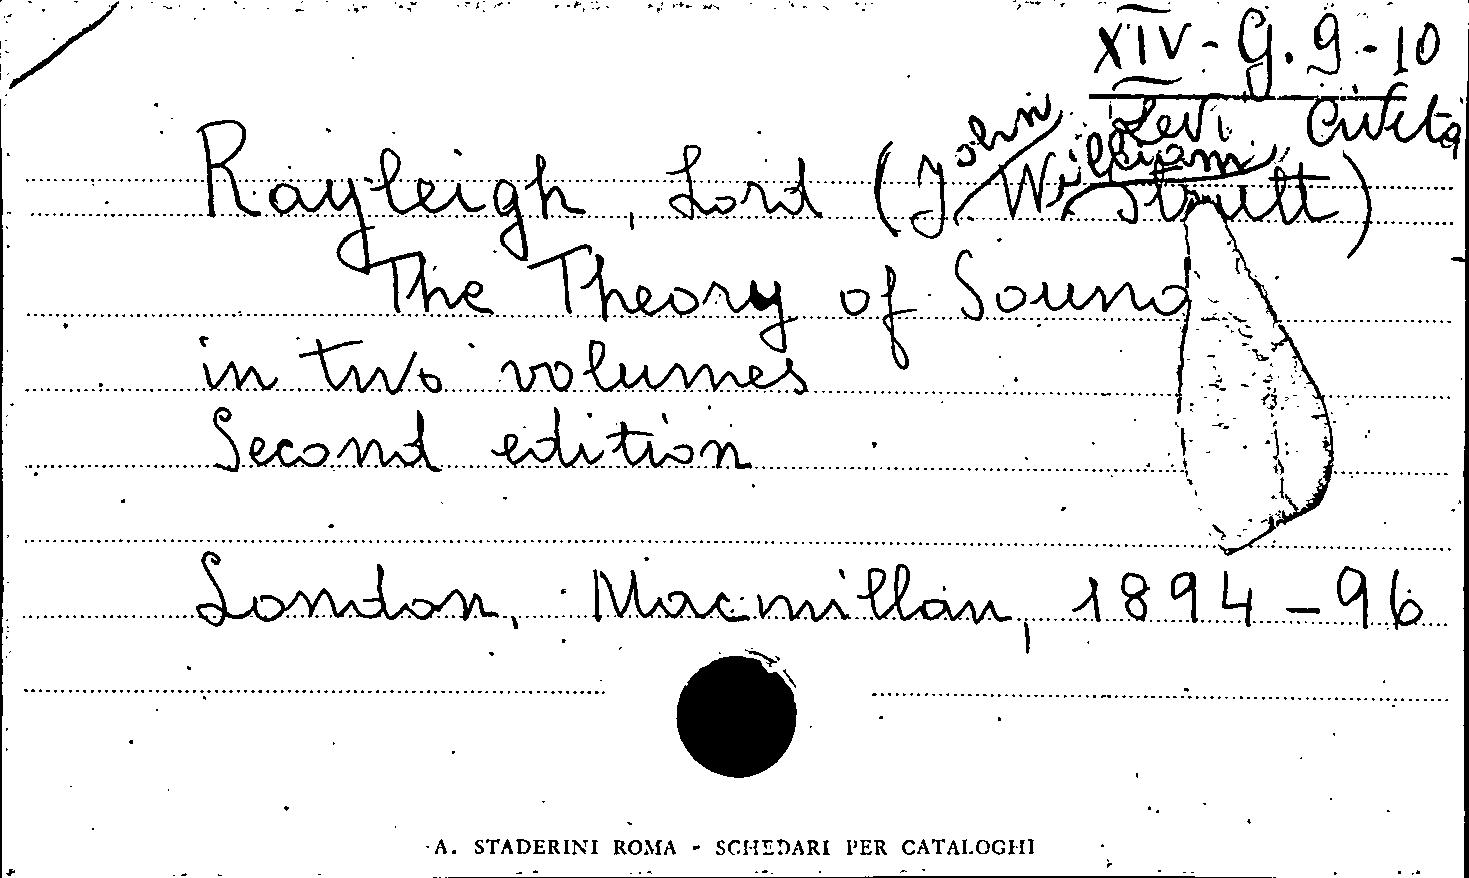 XIV - G. 9 - 10
Levi Civita
Rayleigh, Lord (John William Strutt)
The Theory of Sound
in two volumes
Second edition
London, Macmillan, 1894 - 96
A. STADERINI ROMA - SCHEDARI PER CATALOGHI